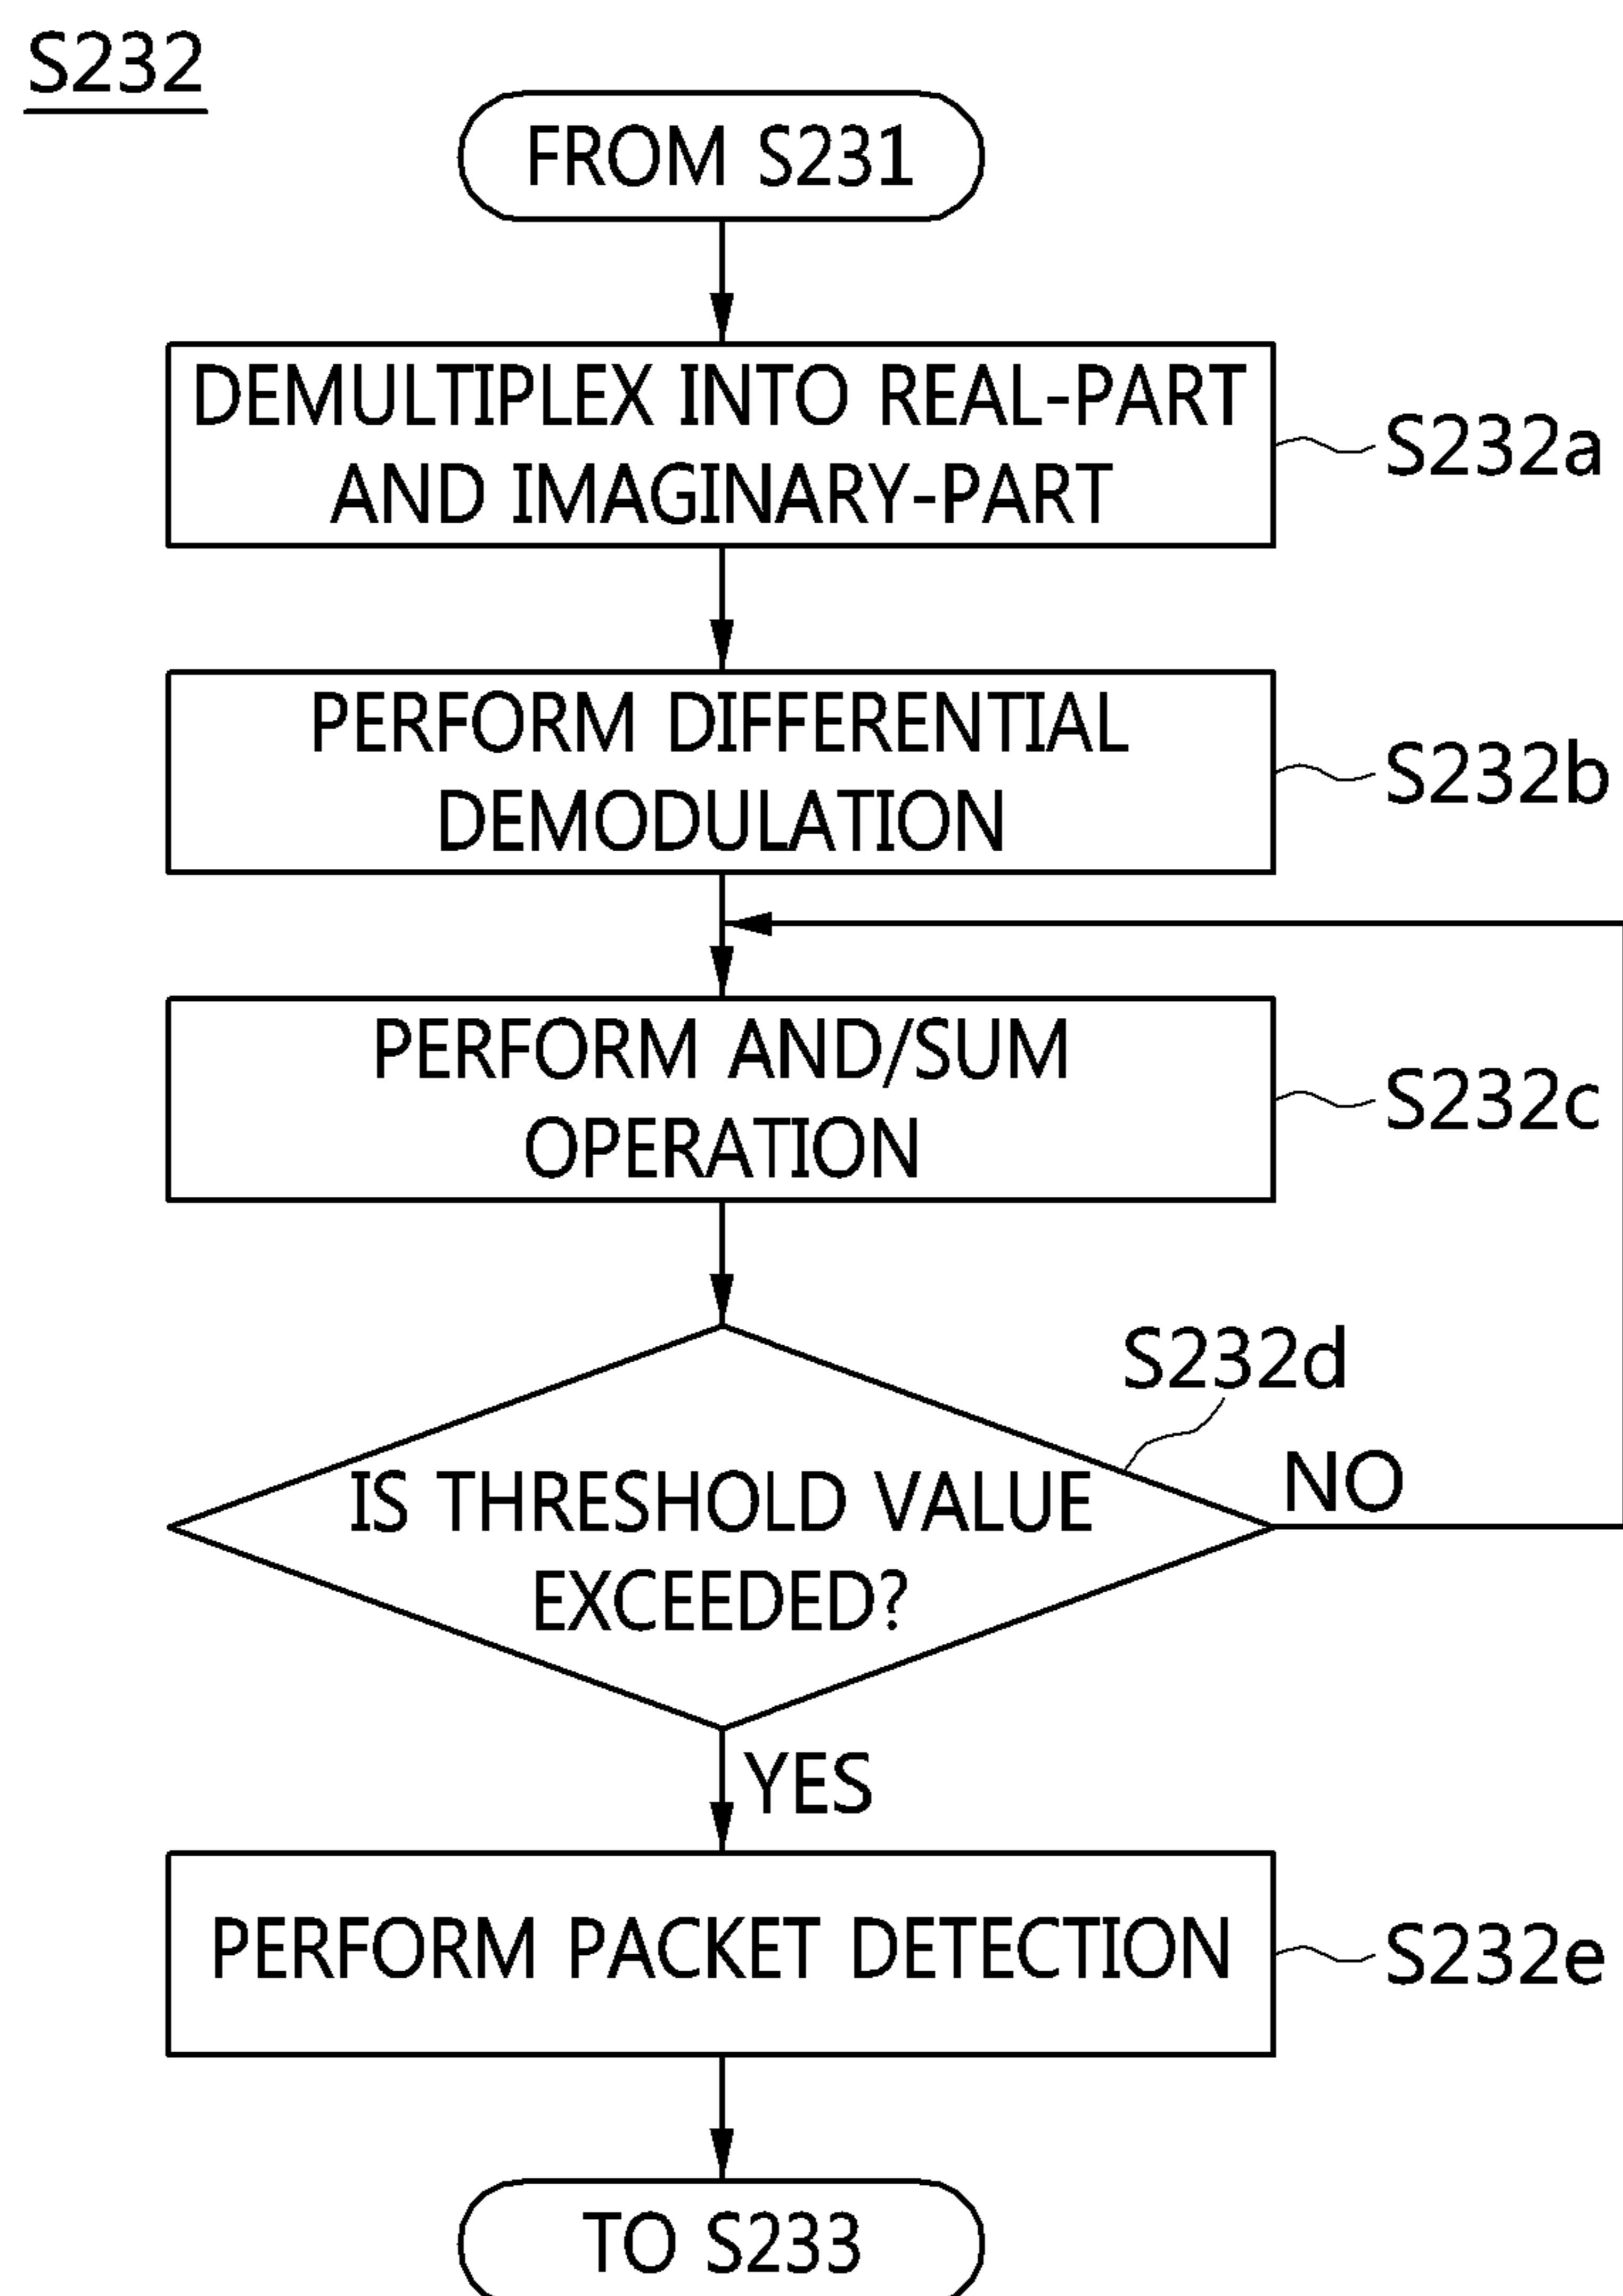 S232
FROM S231
DEMULTIPLEX INTO REAL-PART
AND IMAGINARY-PART
S232a
PERFORM DIFFERENTIAL
DEMODULATION
S232b
PERFORM AND/SUM
OPERATION
S232c
S232d
IS THRESHOLD VALUE
EXCEEDED?
NO
YES
PERFORM PACKET DETECTION
S232e
TO S233